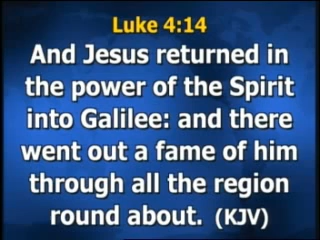 Luke 4:14
And Jesus returned in
the power of the Spirit
into Galilee: and there
went out a fame of him
through all the region
round about. (KJV)